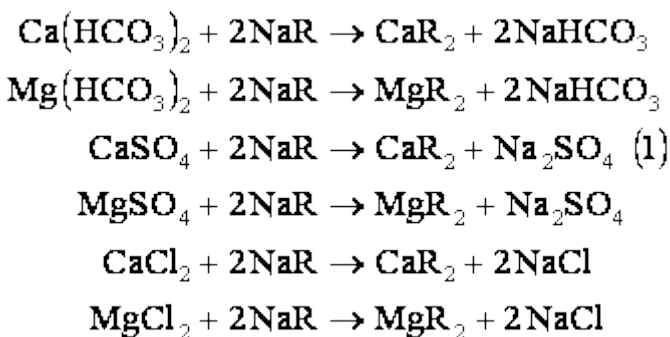 Ca(HCO₃)₂ + 2NaR → CaR₂ + 2NaHCO₃
Mg(HCO₃)₂ + 2NaR → MgR₂ + 2NaHCO₃
CaSO₄ + 2NaR → CaR₂ + Na₂SO₄ (1)
MgSO₄ + 2NaR → MgR₂ + Na₂SO₄
CaCl₂ + 2NaR → CaR₂ + 2NaCl
MgCl₂ + 2NaR → MgR₂ + 2NaCl